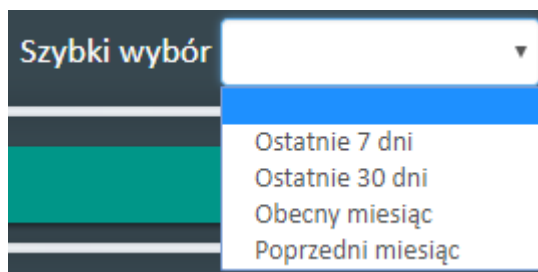 Szybki wybór
Ostatnie 7 dni
Ostatnie 30 dni
Obecny miesiąc
Poprzedni miesiąc